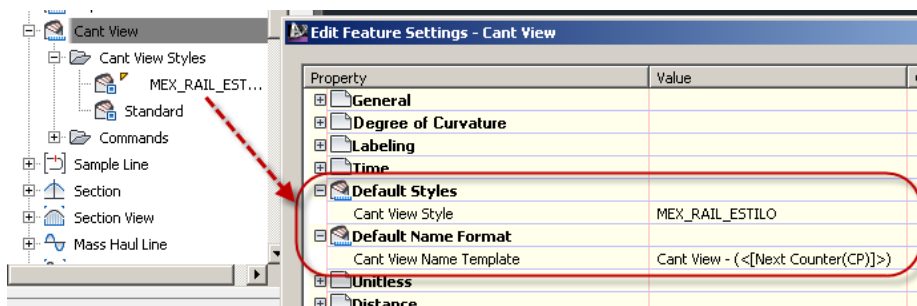 Cant View
Cant View Styles
MEX_RAIL_EST...
Standard
Commands
Sample Line
Section
Section View
Mass Haul Line
Edit Feature Settings - Cant View
Property Value
General
Degree of Curvature
Labeling
Time
Default Styles
Cant View Style MEX_RAIL_ESTILO
Default Name Format
Cant View Name Template Cant View - (<[Next Counter(CP)]>)
Unitless
Distance